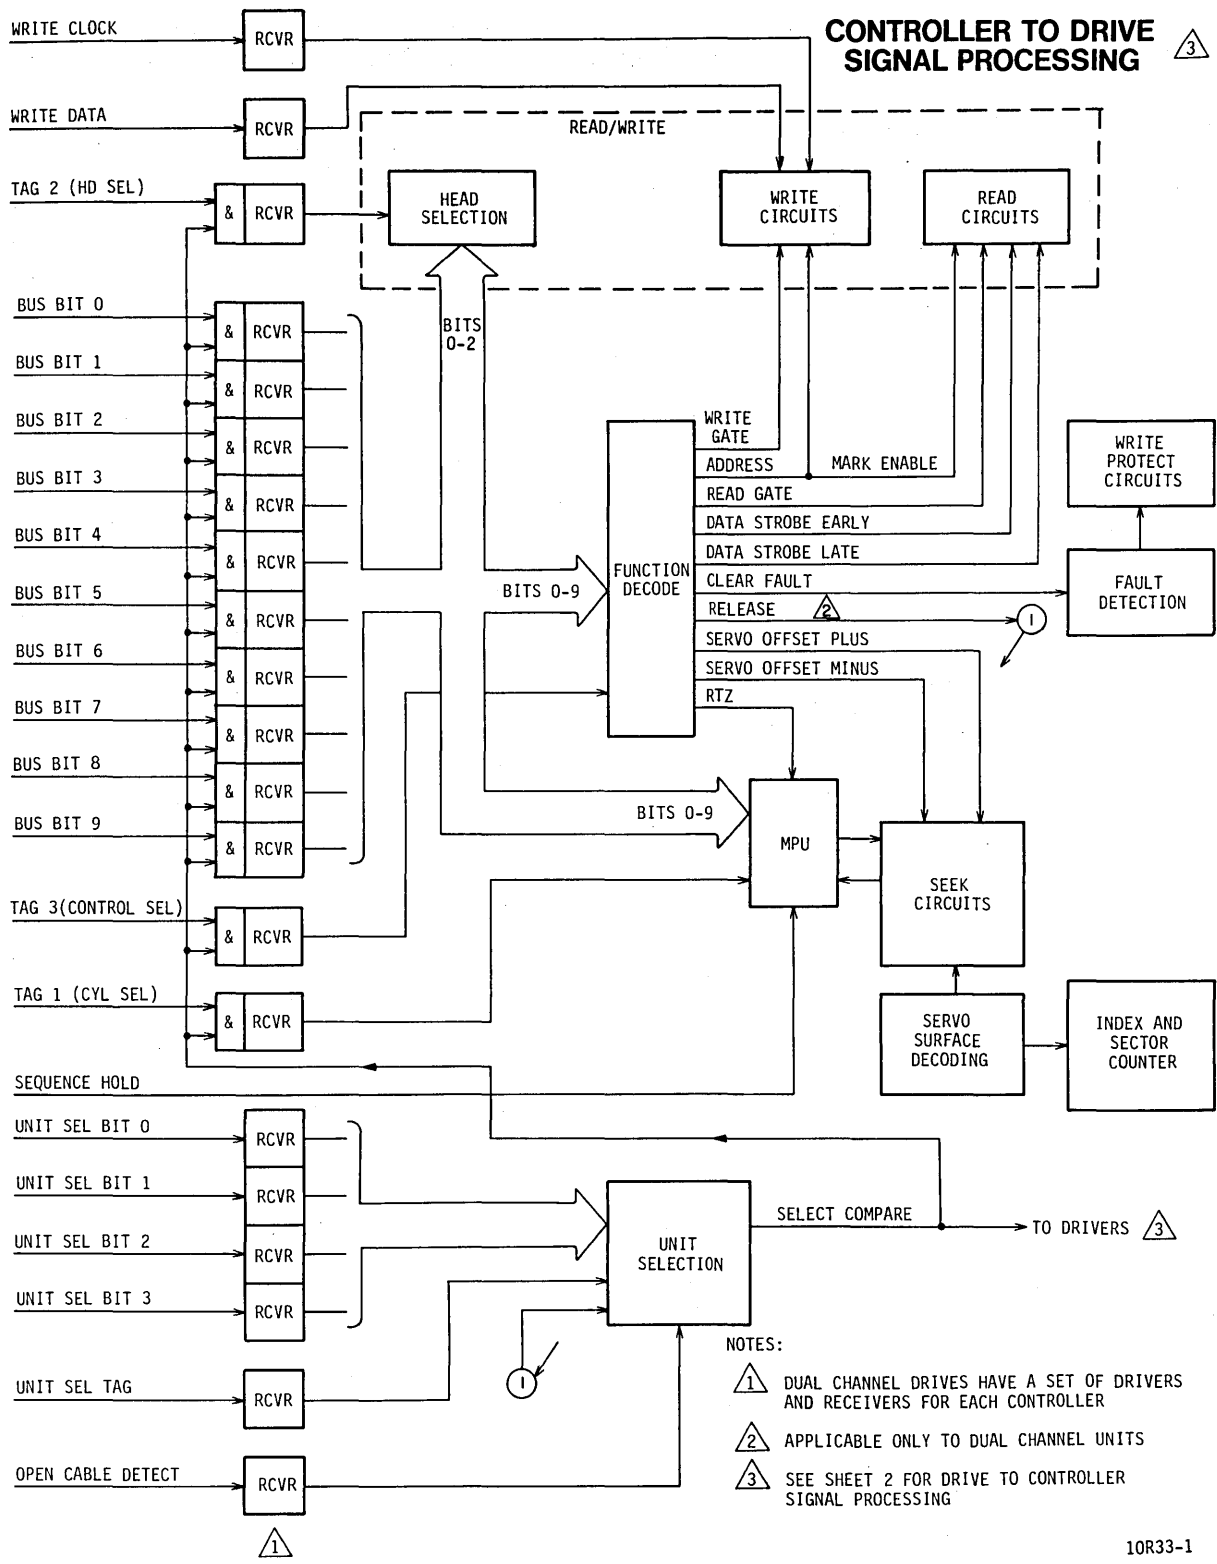 CONTROLLER TO DRIVE
SIGNAL PROCESSING
3
WRITE CLOCK
RCVR
WRITE DATA
RCVR
READ/WRITE
TAG 2 (HD SEL)
&
RCVR
HEAD
SELECTION
WRITE
CIRCUITS
READ
CIRCUITS
BUS BIT 0
&
RCVR
BITS
0-2
BUS BIT 1
&
RCVR
BUS BIT 2
&
RCVR
BUS BIT 3
&
RCVR
BUS BIT 4
&
RCVR
BUS BIT 5
&
RCVR
BUS BIT 6
&
RCVR
BUS BIT 7
&
RCVR
BUS BIT 8
&
RCVR
BUS BIT 9
&
RCVR
BITS 0-9
FUNCTION
DECODE
WRITE
GATE
ADDRESS MARK ENABLE
READ GATE
DATA STROBE EARLY
DATA STROBE LATE
CLEAR FAULT
RELEASE 2
1
SERVO OFFSET PLUS
SERVO OFFSET MINUS
RTZ
WRITE
PROTECT
CIRCUITS
FAULT
DETECTION
BITS 0-9
MPU
SEEK
CIRCUITS
TAG 3(CONTROL SEL)
&
RCVR
TAG 1 (CYL SEL)
&
RCVR
SERVO
SURFACE
DECODING
INDEX AND
SECTOR
COUNTER
SEQUENCE HOLD
UNIT SEL BIT 0
RCVR
UNIT SEL BIT 1
RCVR
UNIT SEL BIT 2
RCVR
UNIT SEL BIT 3
RCVR
UNIT
SELECTION
SELECT COMPARE
TO DRIVERS 3
1
UNIT SEL TAG
RCVR
OPEN CABLE DETECT
RCVR
1
NOTES:
1 DUAL CHANNEL DRIVES HAVE A SET OF DRIVERS
AND RECEIVERS FOR EACH CONTROLLER
2 APPLICABLE ONLY TO DUAL CHANNEL UNITS
3 SEE SHEET 2 FOR DRIVE TO CONTROLLER
SIGNAL PROCESSING
10R33-1